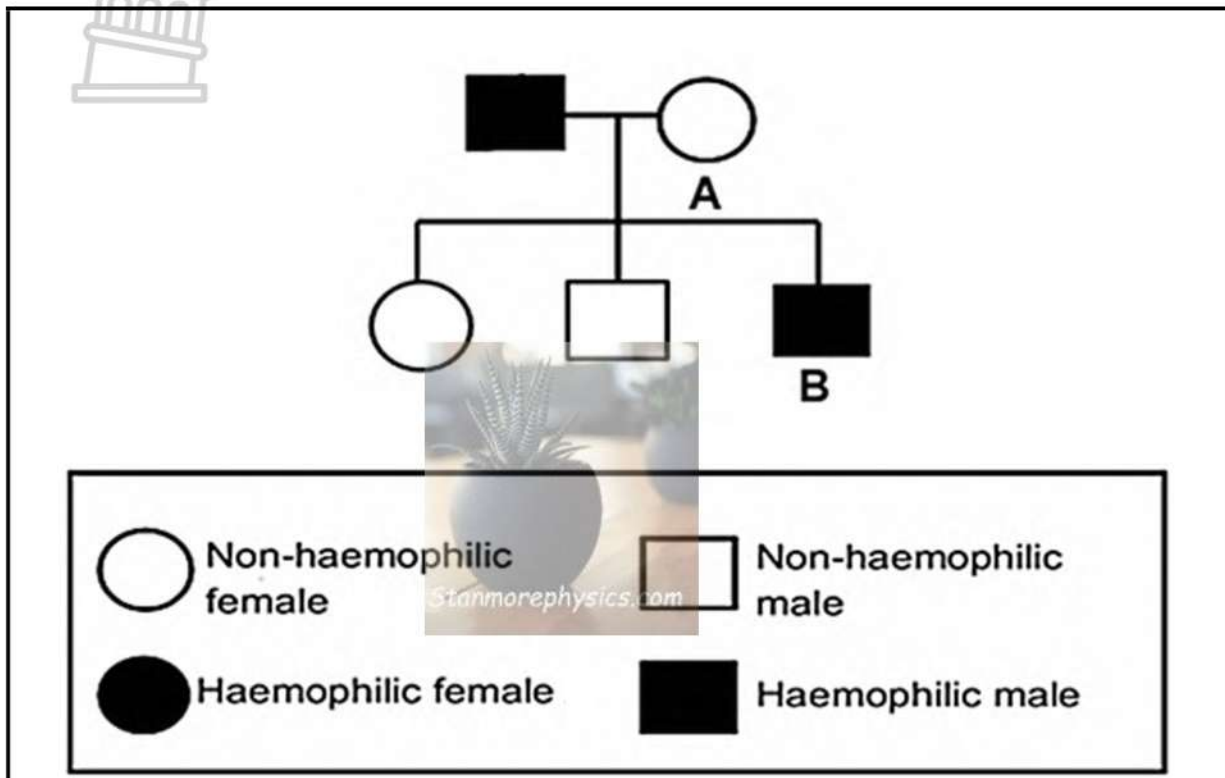 A
B
Non-haemophilic female
Non-haemophilic male
Stanmorephysics.com
Haemophilic female
Haemophilic male